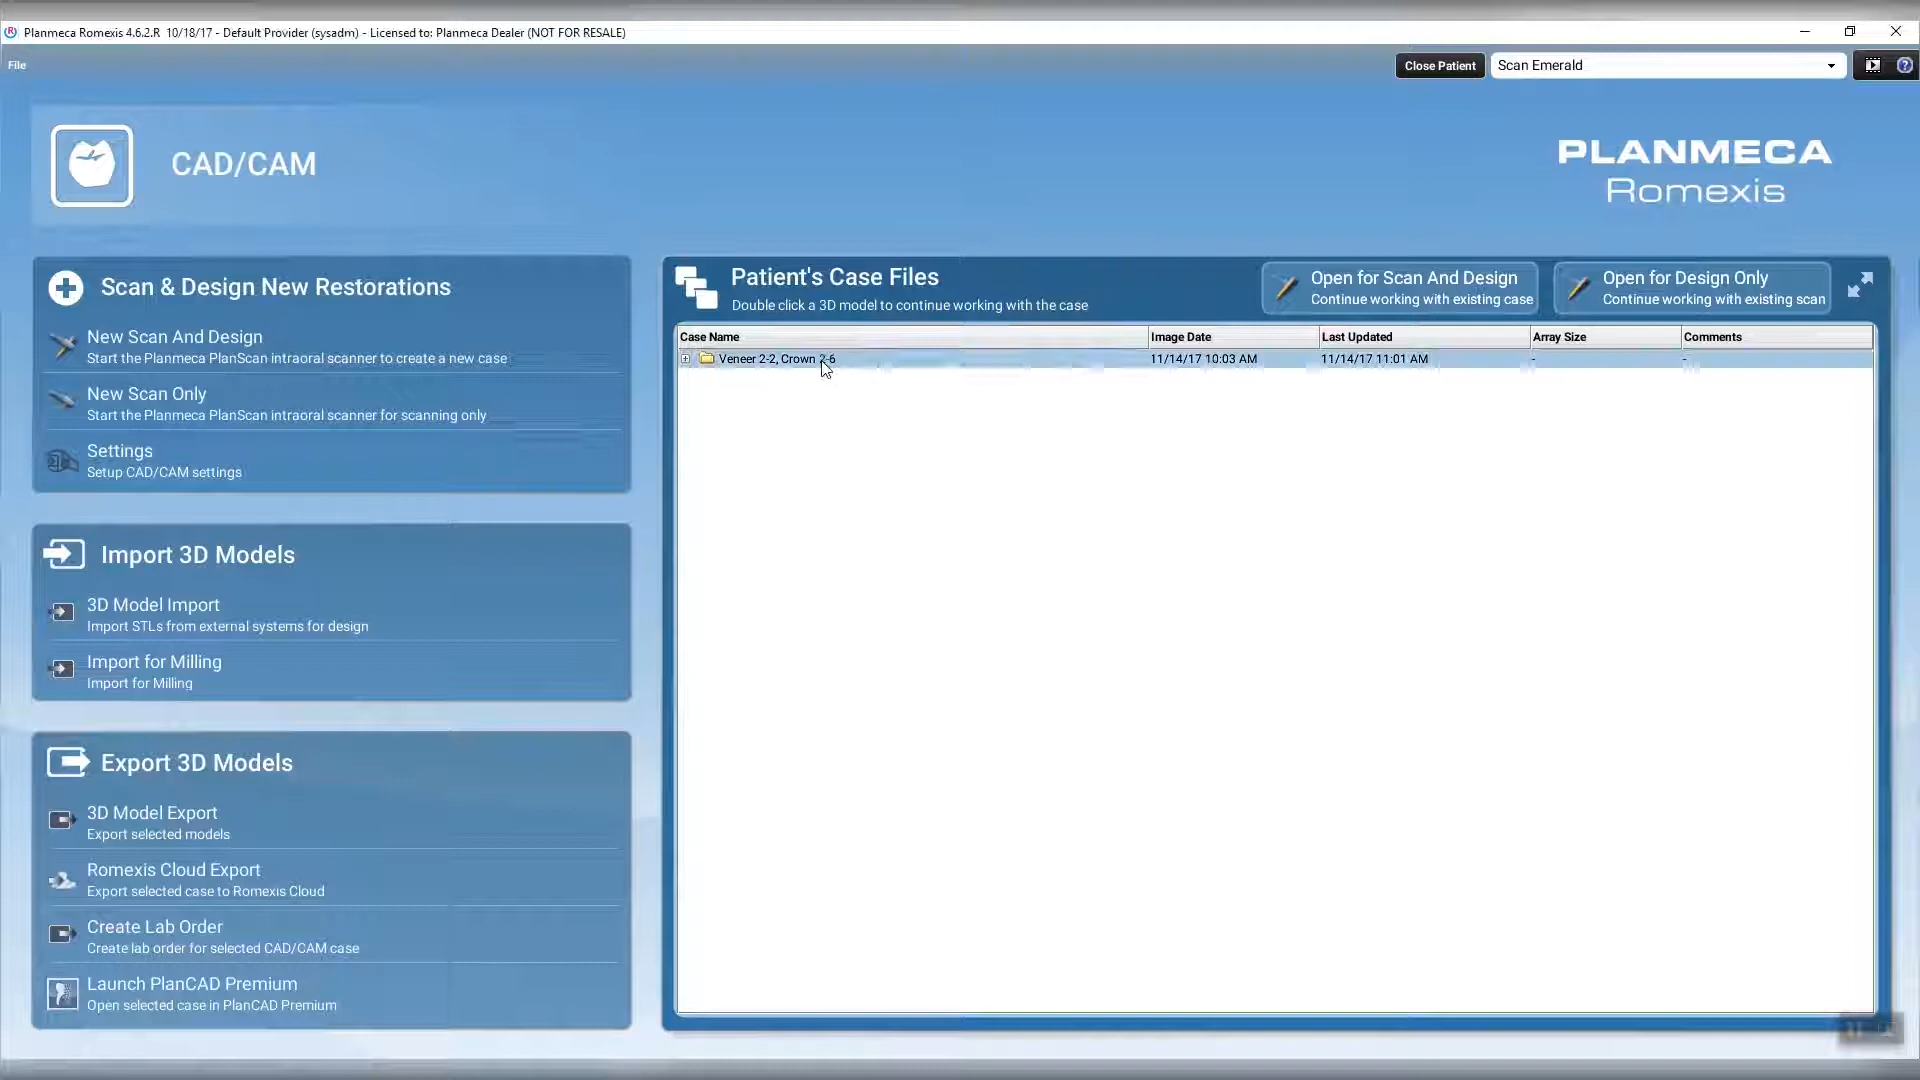 Planmeca Romexis 4.6.2.R 10/18/17 - Default Provider (sysadm) - Licensed to: Planmeca Dealer (NOT FOR RESALE)
File
Close Patient
Scan Emerald
CAD/CAM
PLANMECA
Romexis
Scan & Design New Restorations
New Scan And Design
Start the Planmeca PlanScan intraoral scanner to create a new case
New Scan Only
Start the Planmeca PlanScan intraoral scanner for scanning only
Settings
Setup CAD/CAM settings
Import 3D Models
3D Model Import
Import STLs from external systems for design
Import for Milling
Import for Milling
Export 3D Models
3D Model Export
Export selected models
Romexis Cloud Export
Export selected case to Romexis Cloud
Create Lab Order
Create lab order for selected CAD/CAM case
Launch PlanCAD Premium
Open selected case in PlanCAD Premium
Patient's Case Files
Double click a 3D model to continue working with the case
Open for Scan And Design
Continue working with existing case
Open for Design Only
Continue working with existing scan
Case Name Image Date Last Updated Array Size Comments
Veneer 2-2, Crown 2-6 11/14/17 10:03 AM 11/14/17 11:01 AM - -